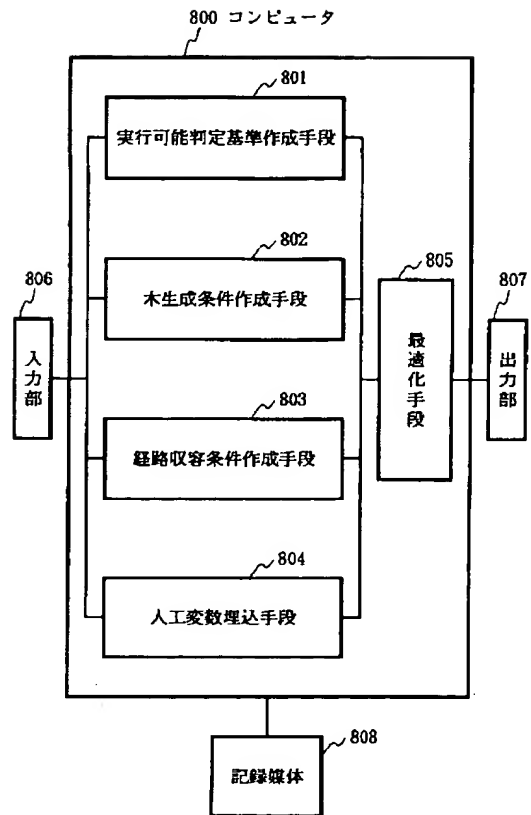 800 コンピュータ
801
実行可能判定基準作成手段
802
木生成条件作成手段
803
経路収容条件作成手段
804
人工変数埋込手段
805
最適化手段
806
入力部
807
出力部
808
記録媒体